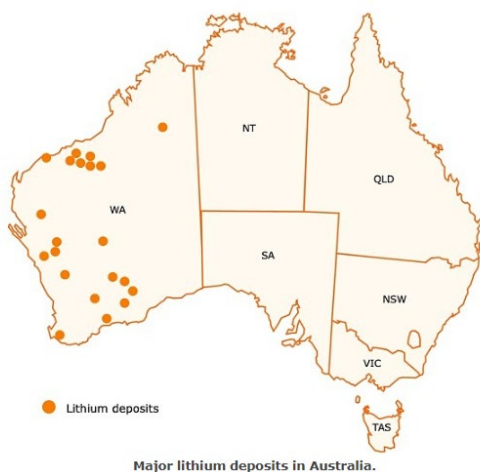 NT
QLD
WA
SA
NSW
VIC
TAS
Lithium deposits
Major lithium deposits in Australia.